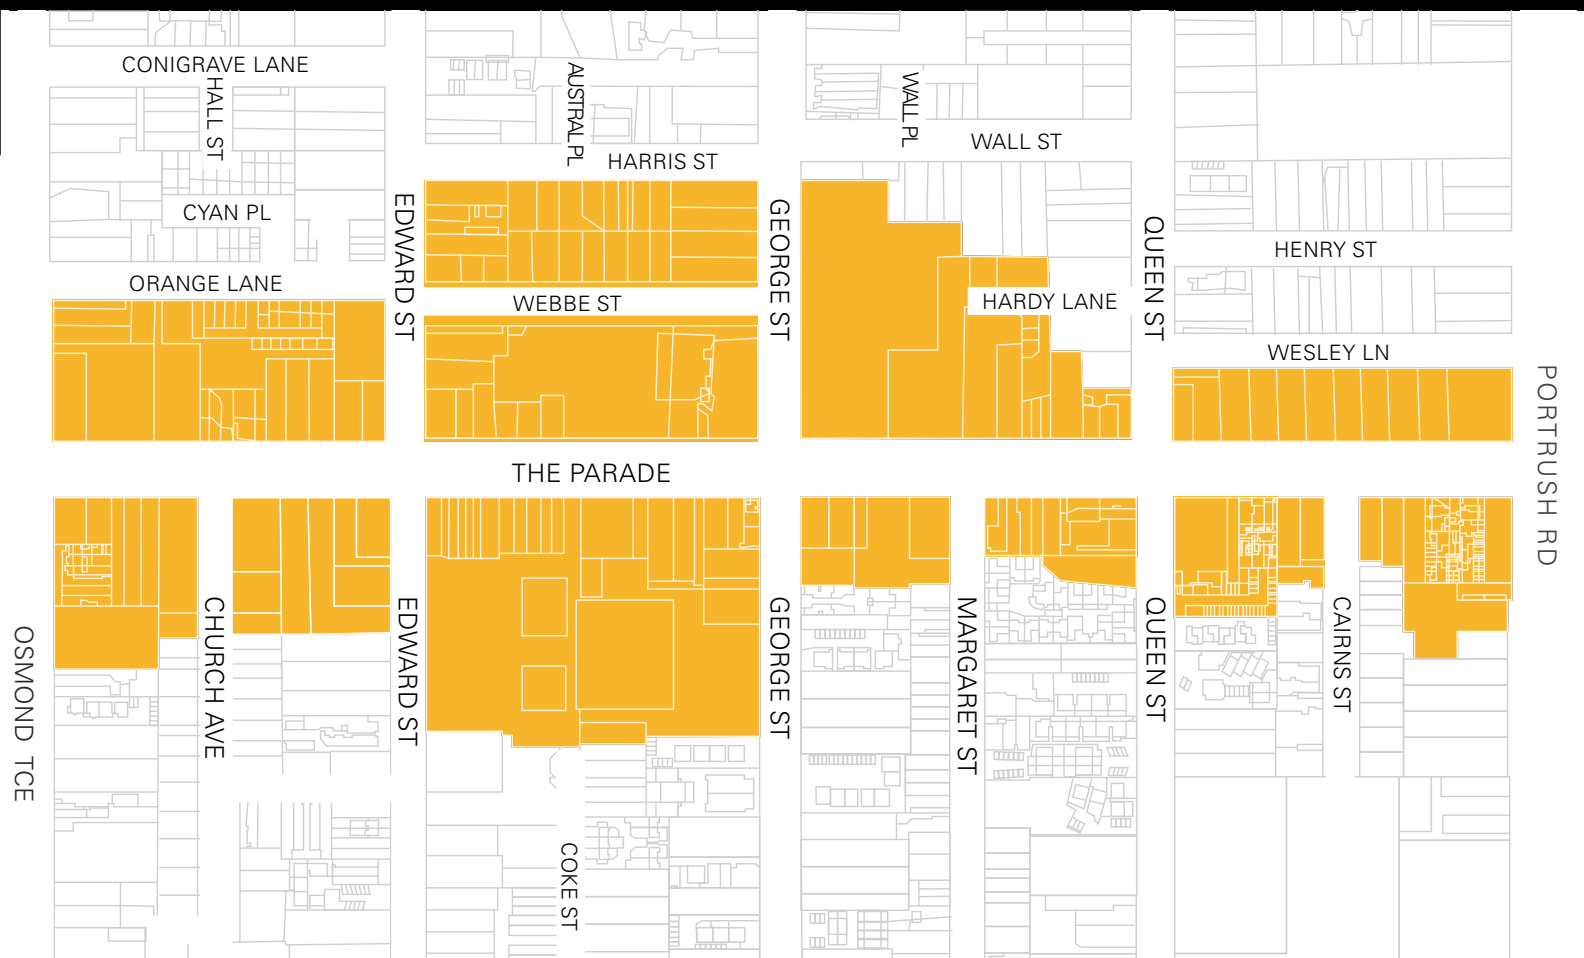 CONIGRAVE LANE
HALL ST
AUSTRAL PL
WALL PL
WALL ST
HARRIS ST
CYAN PL
EDWARD ST
GEORGE ST
QUEEN ST
HENRY ST
ORANGE LANE
WEBBE ST
HARDY LANE
WESLEY LN
PORTRUSH RD
THE PARADE
OSMOND TCE
CHURCH AVE
EDWARD ST
GEORGE ST
MARGARET ST
QUEEN ST
CAIRNS ST
COKE ST